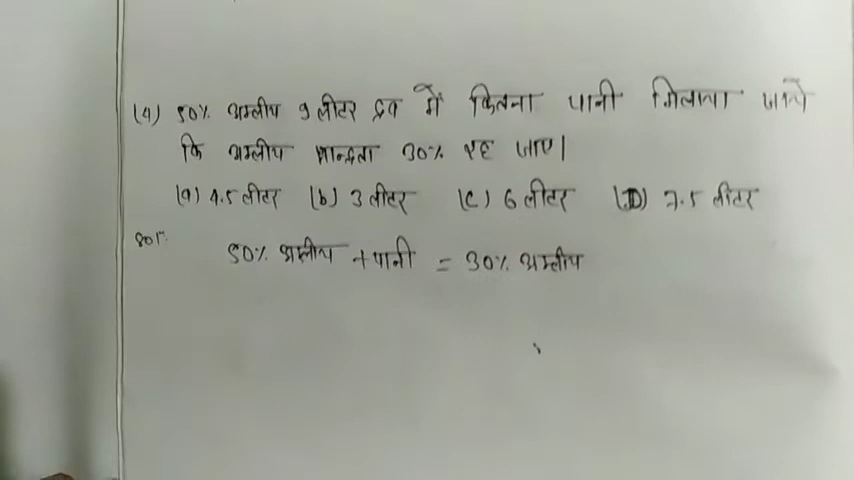 (4) 50% अम्लीय 9 लीटर द्रव में कितना पानी मिलाया जाये
कि अम्लीय सान्द्रता 30% रह जाए।
(a) 4.5 लीटर (b) 3 लीटर (c) 6 लीटर (D) 7.5 लीटर
Sol:
50% अम्लीय + पानी = 30% अम्लीय